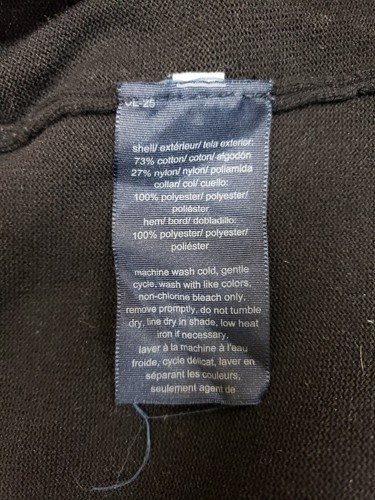 shell/ extérieur/ tela exterior:
73% cotton/ coton/ algodón
27% nylon/ nylon/ poliamida
collar/ col/ cuello:
100% polyester/ polyester/
poliéster
hem/ bord/ dobladillo:
100% polyester/ polyester/
poliéster
machine wash cold, gentle
cycle, wash with like colors,
non-chlorine bleach only,
remove promptly, do not tumble
dry, line dry in shade, low heat
iron if necessary,
laver à la machine à l'eau
froide, cycle délicat, laver en
séparant les couleurs,
seulement agent de